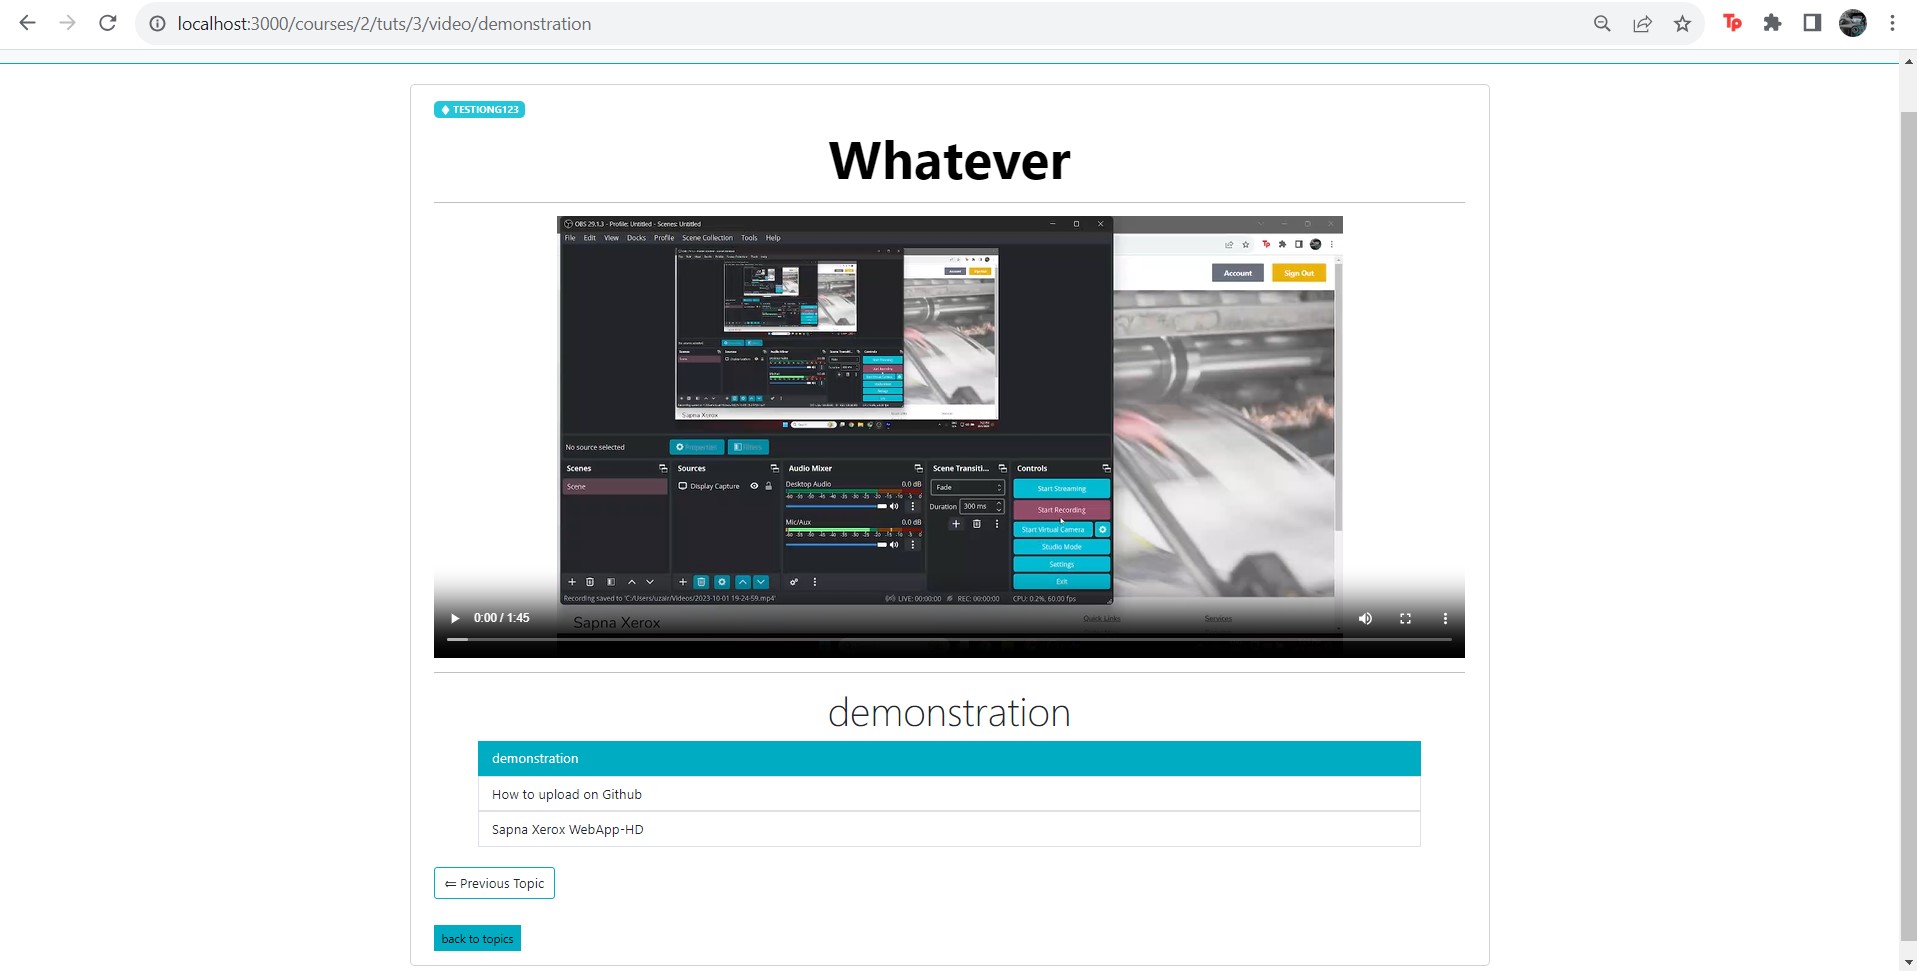 localhost:3000/courses/2/tuts/3/video/demonstration
TESTIONG123
Whatever
OBS 29.1.3 - Profile: Untitled - Scenes: Untitled
File Edit View Docks Profile Scene Collection Tools Help
Account Sign Out
Sapna Xerox
No source selected Properties Filters
Scenes Sources Audio Mixer Scene Transiti... Controls
Scene
Display Capture
Desktop Audio 0.0 dB
Mic/Aux 0.0 dB
Fade
Duration 300 ms
Start Streaming
Start Recording
Start Virtual Camera
Studio Mode
Settings
Exit
Recording saved to 'C:/Users/uzair/Videos/2023-10-01 19-24-59.mp4' LIVE: 00:00:00 REC: 00:00:00 CPU: 0.2%, 60.00 fps
0:00 / 1:45
Sapna Xerox Quick Links Services
demonstration
demonstration
How to upload on Github
Sapna Xerox WebApp-HD
⇐ Previous Topic
back to topics